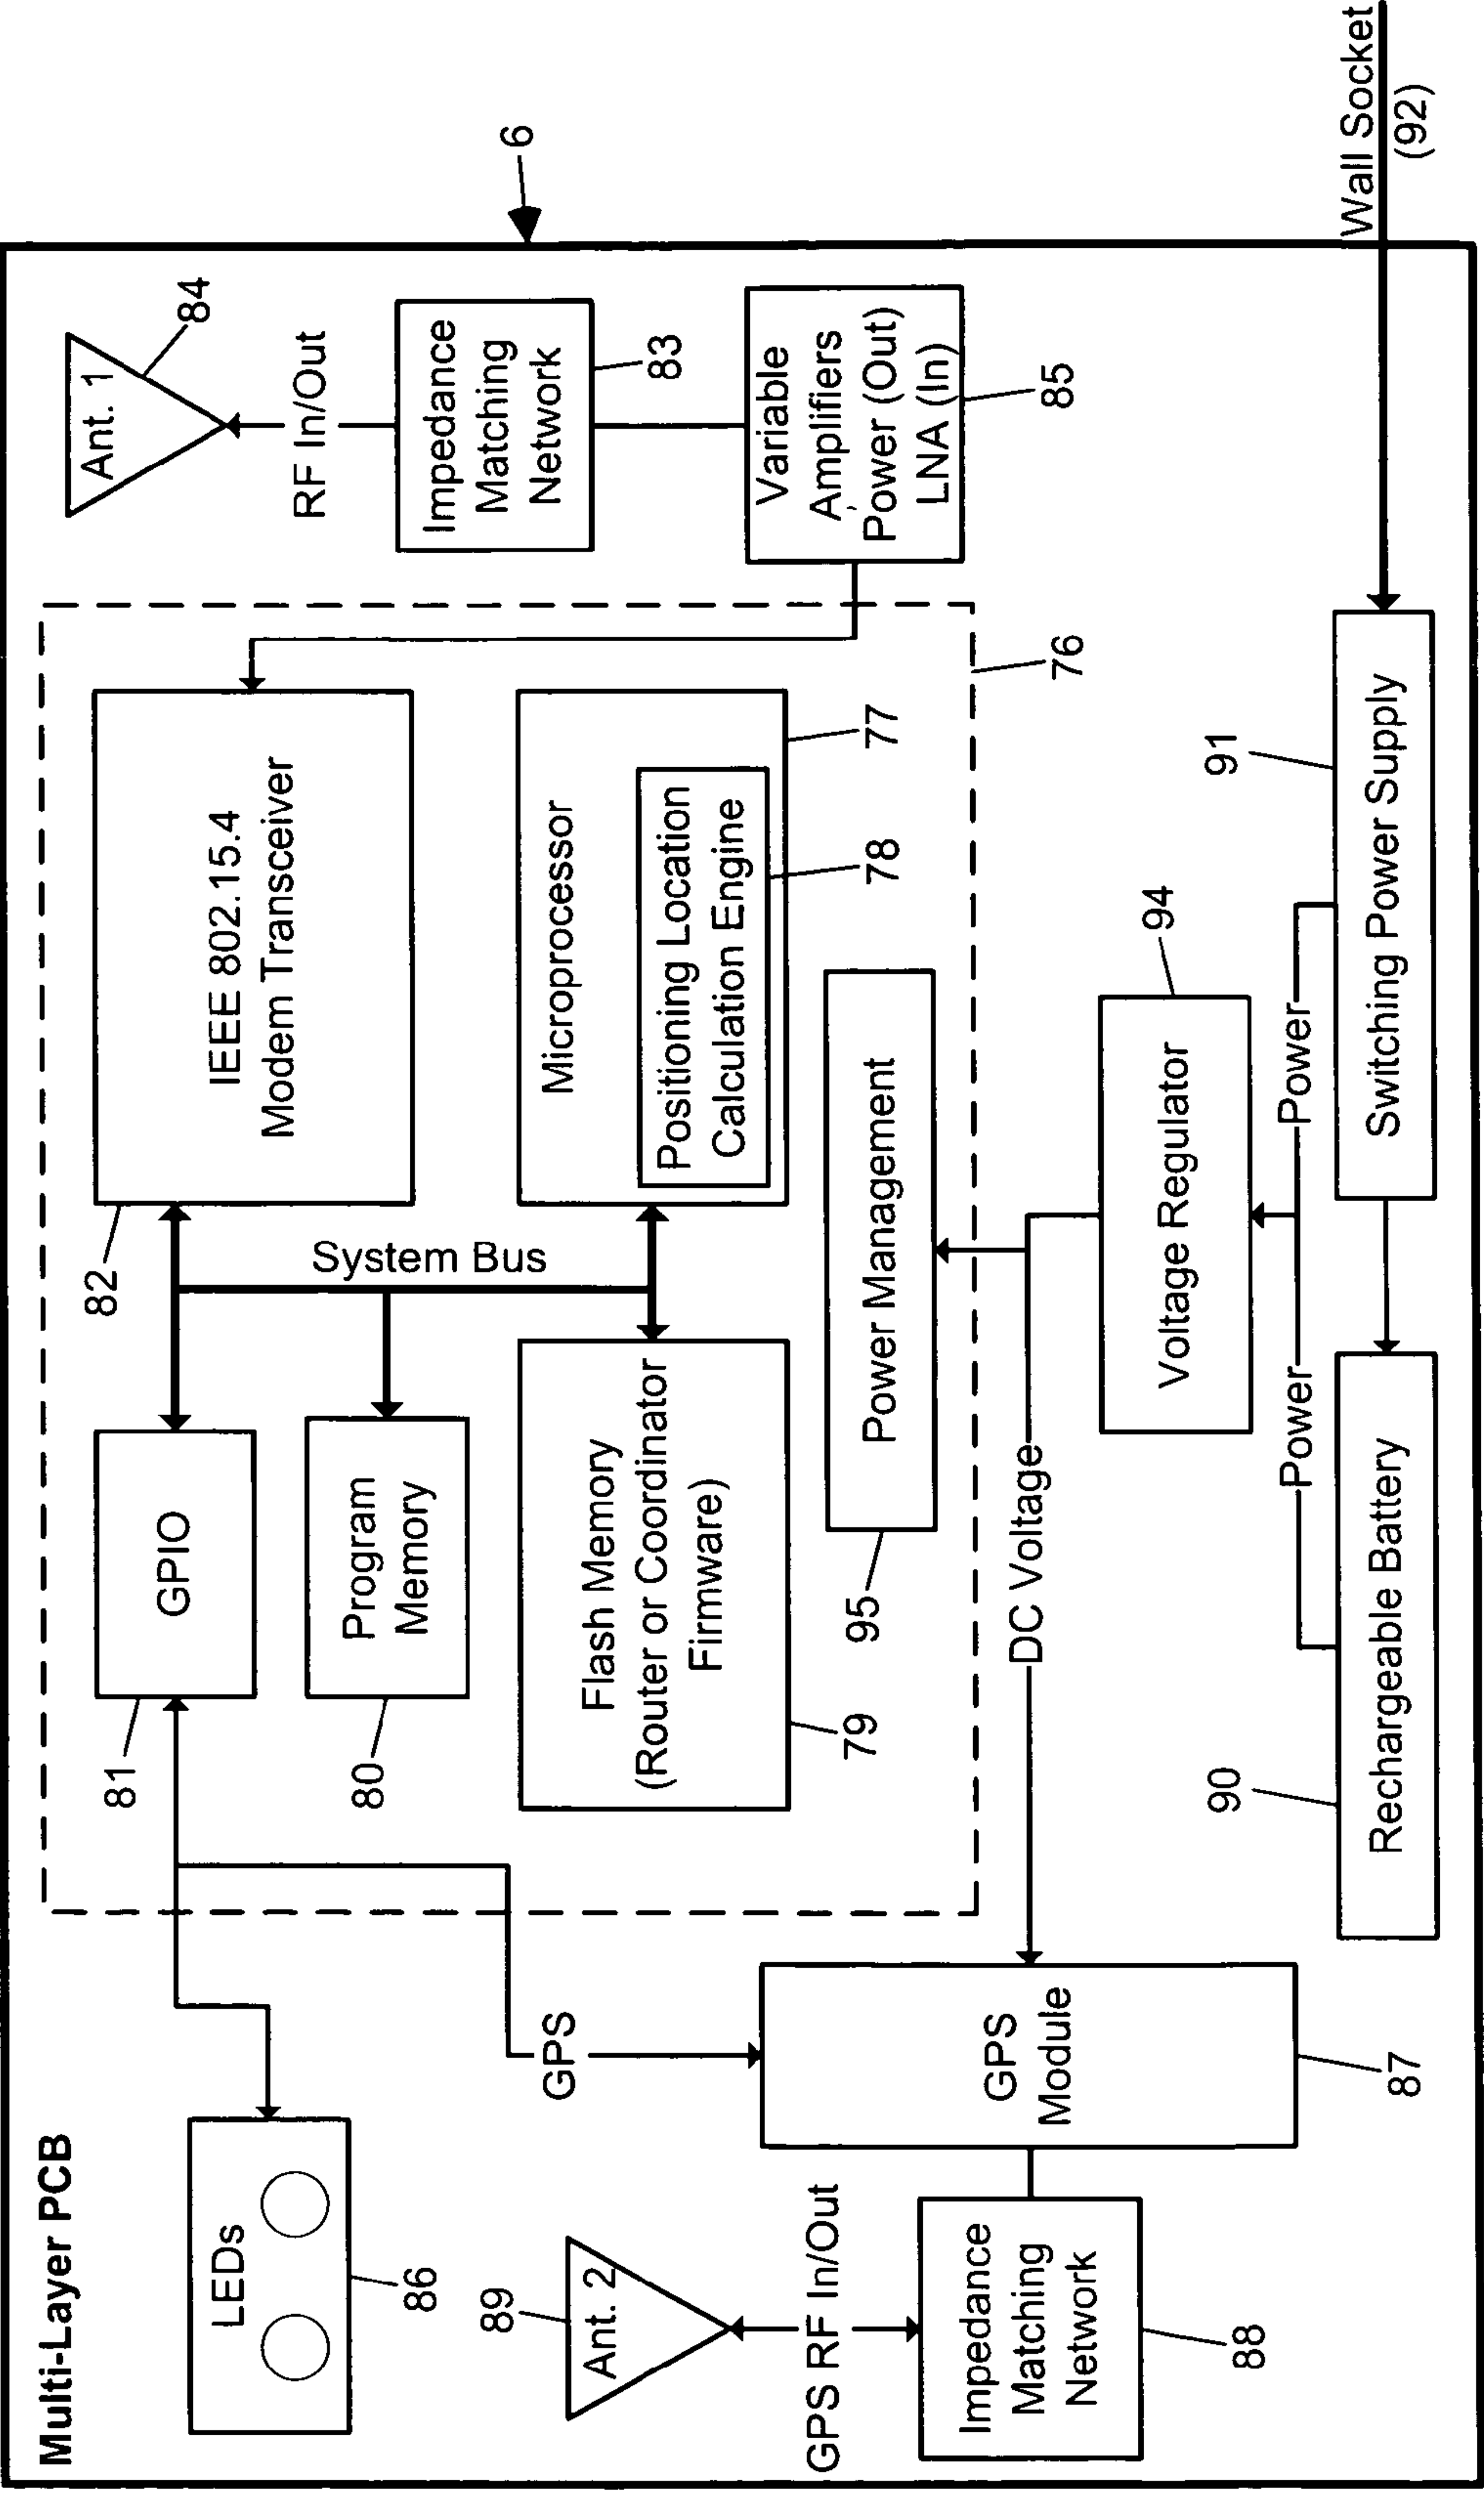 Multi-Layer PCB
LEDs
86
89
Ant. 2
GPS RF In/Out
Impedance
Matching
Network
88
GPS
GPS
Module
87
81
GPIO
80
Program
Memory
Flash Memory
(Router or Coordinator
Firmware)
79
System Bus
82
IEEE 802.15.4
Modem Transceiver
Microprocessor
Positioning Location
Calculation Engine
77
78
76
95
Power Management
DC Voltage
94
Voltage Regulator
Power
Power
90
Rechargeable Battery
91
Switching Power Supply
Ant. 1
84
RF In/Out
Impedance
Matching
Network
83
Variable
Amplifiers
Power (Out)
LNA (In)
85
6
Wall Socket
(92)